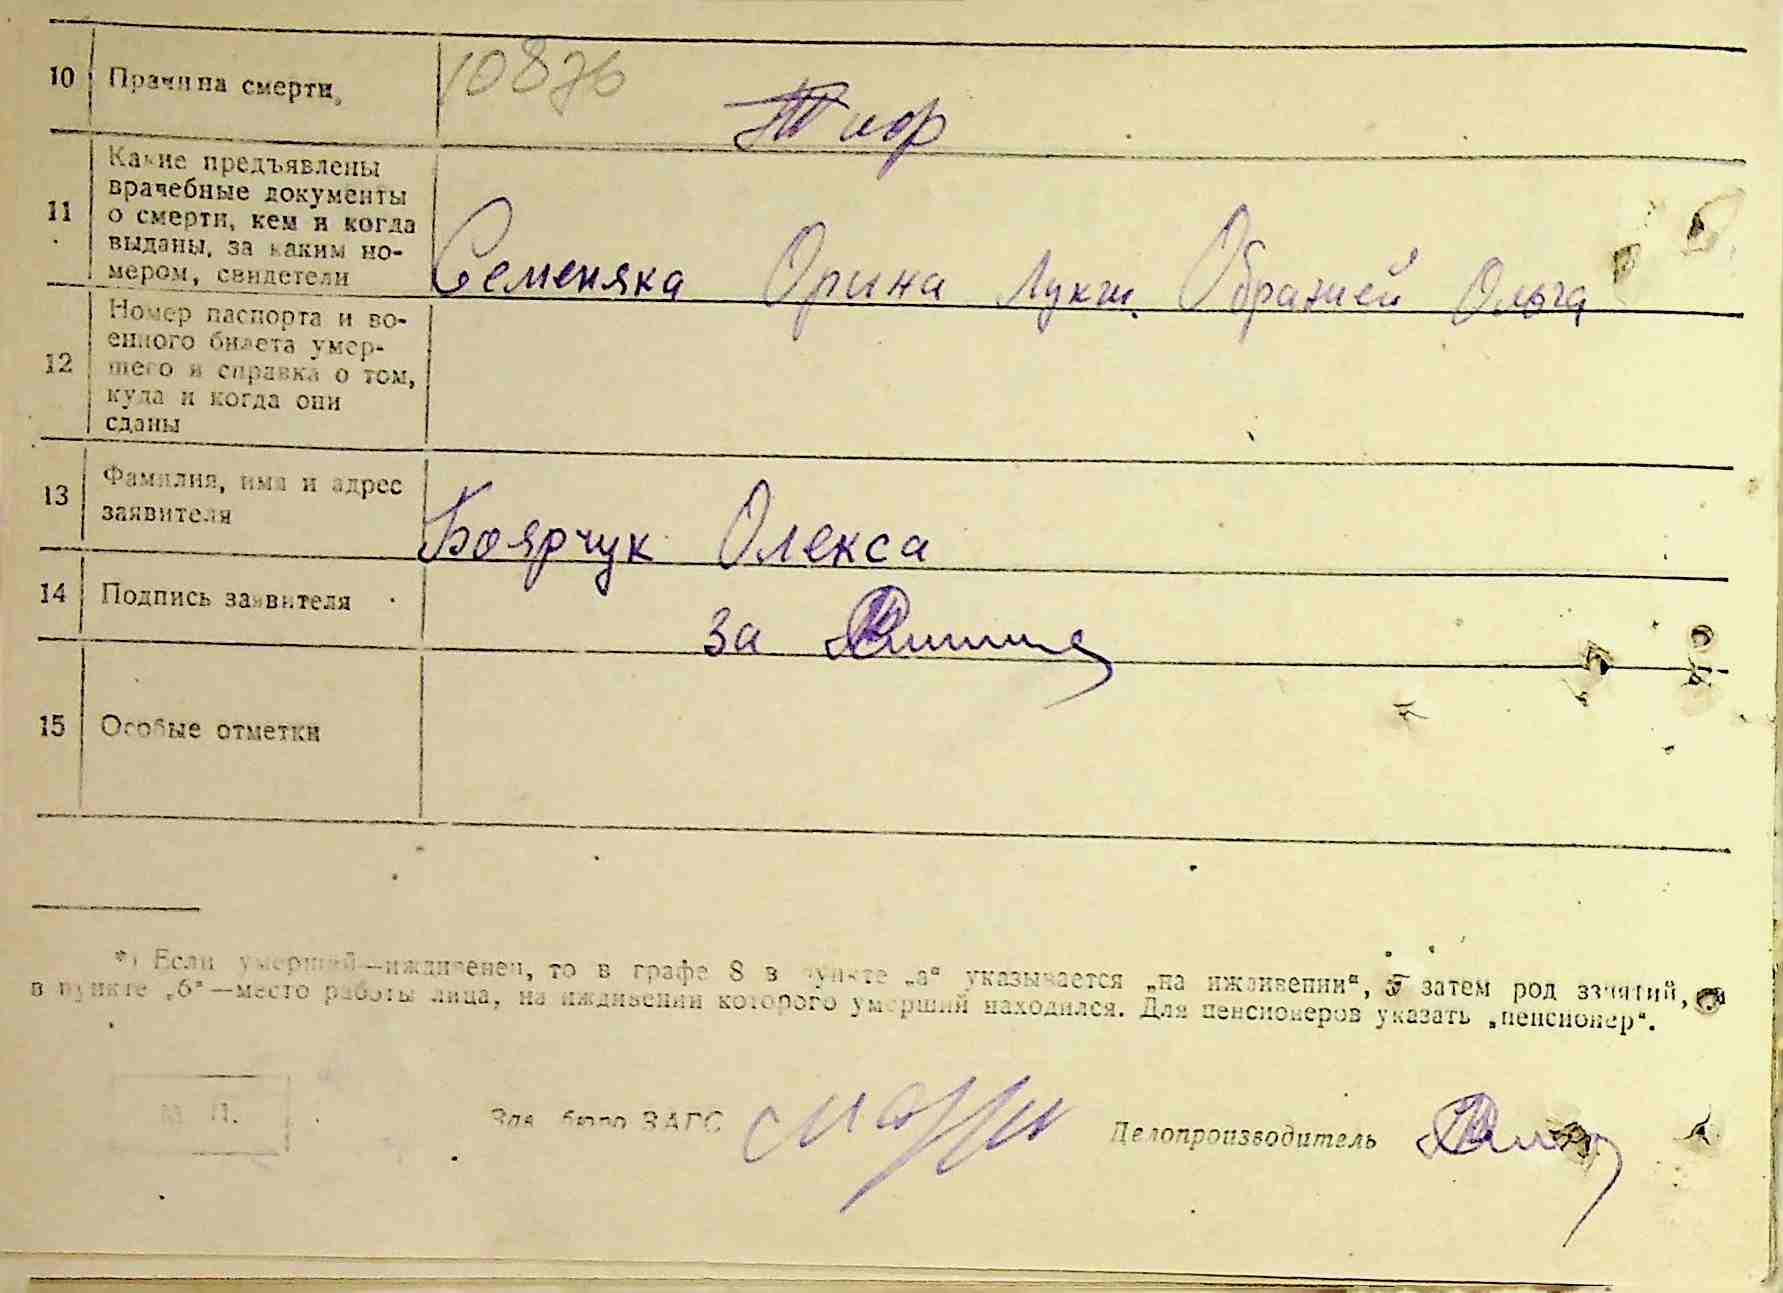 10
Причина смерти
11
Какие предъявлены
врачебные документы
о смерти, кем и когда
выданы, за каким но-
мером, свидетели
Семеняка Орина Лукаш. Образней Ольга
12
Номер паспорта и во-
енного билета умер-
шего и справка о том,
куда и когда они
сданы
13
Фамилия, имя и адрес
заявителя
Боярчук Олекса
14
Подпись заявителя
за
15
Особые отметки
*) Если умерший—иждивенец, то в графе 8 в пункте „а“ указывается „на иждивении“, а затем род занятий,
в пункте „б“—место работы лица, на иждивении которого умерший находился. Для пенсионеров указать „пенсионер“.
М. П.
Зав. бюро ЗАГС
Делопроизводитель